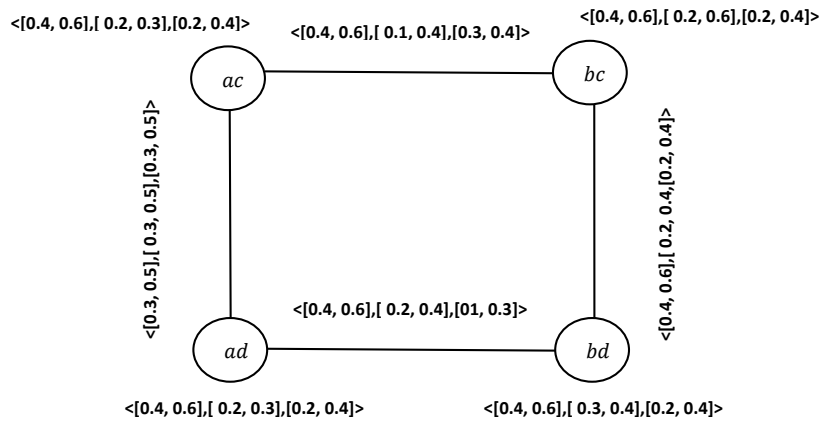 <[0.4, 0.6],[ 0.2, 0.3],[0.2, 0.4]>
<[0.4, 0.6],[ 0.1, 0.4],[0.3, 0.4]>
<[0.4, 0.6],[ 0.2, 0.6],[0.2, 0.4]>
ac
bc
<[0.3, 0.5],[ 0.3, 0.5],[0.3, 0.5]>
<[0.4, 0.6],[ 0.2, 0.4,[0.2, 0.4]>
<[0.4, 0.6],[ 0.2, 0.4],[01, 0.3]>
ad
bd
<[0.4, 0.6],[ 0.2, 0.3],[0.2, 0.4]>
<[0.4, 0.6],[ 0.3, 0.4],[0.2, 0.4]>